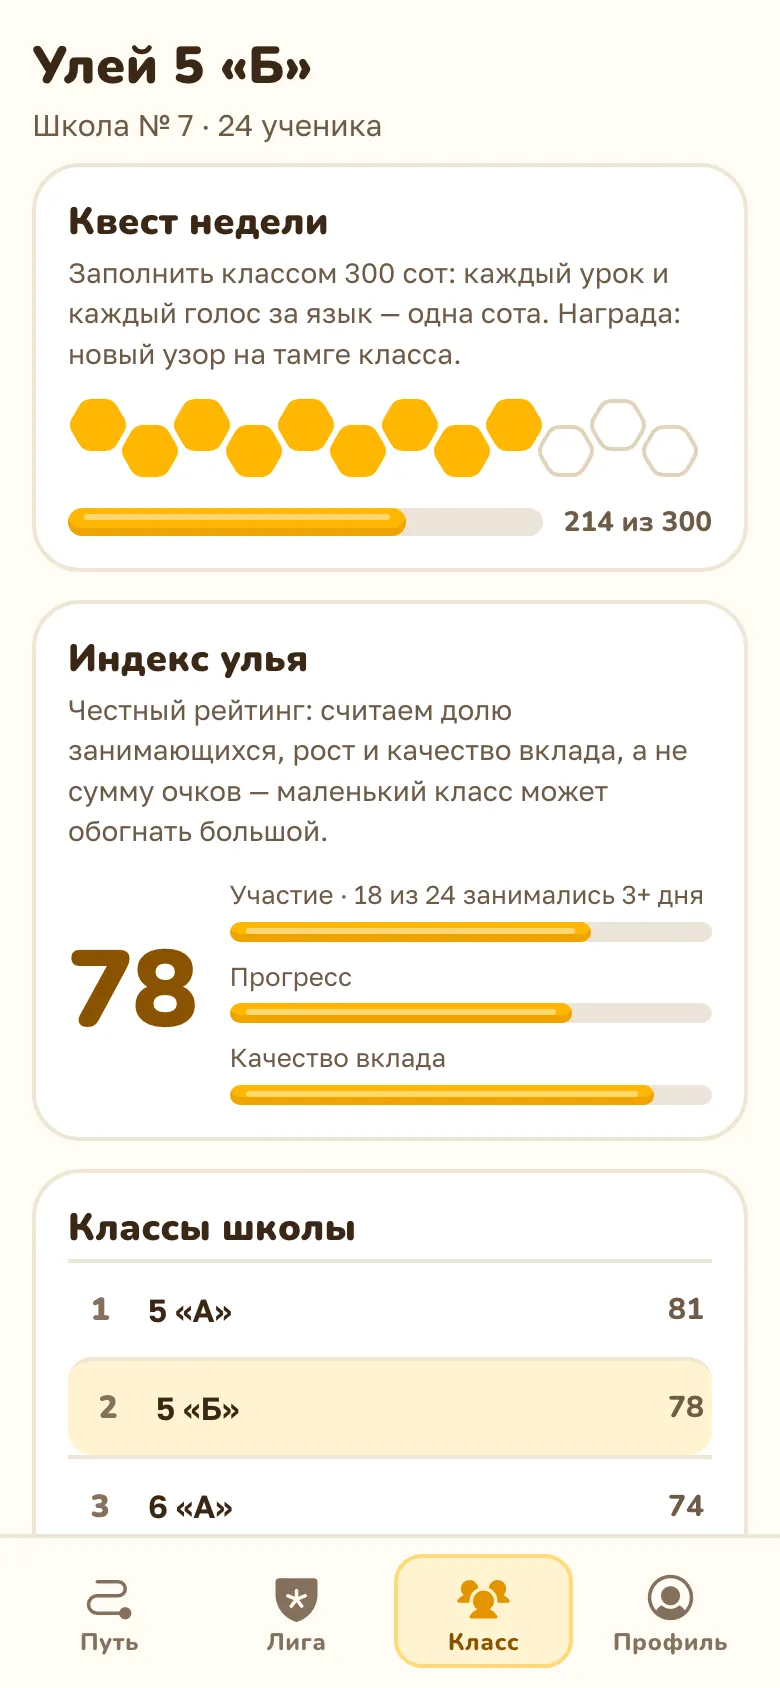 Улей 5 «Б»
Школа № 7 · 24 ученика
Квест недели
Заполнить классом 300 сот: каждый урок и
каждый голос за язык — одна сота. Награда:
новый узор на тамге класса.
214 из 300
Индекс улья
Честный рейтинг: считаем долю
занимающихся, рост и качество вклада, а не
сумму очков — маленький класс может
обогнать большой.
78
Участие · 18 из 24 занимались 3+ дня
Прогресс
Качество вклада
Классы школы
1 5 «А» 81
2 5 «Б» 78
3 6 «А» 74
Путь Лига Класс Профиль